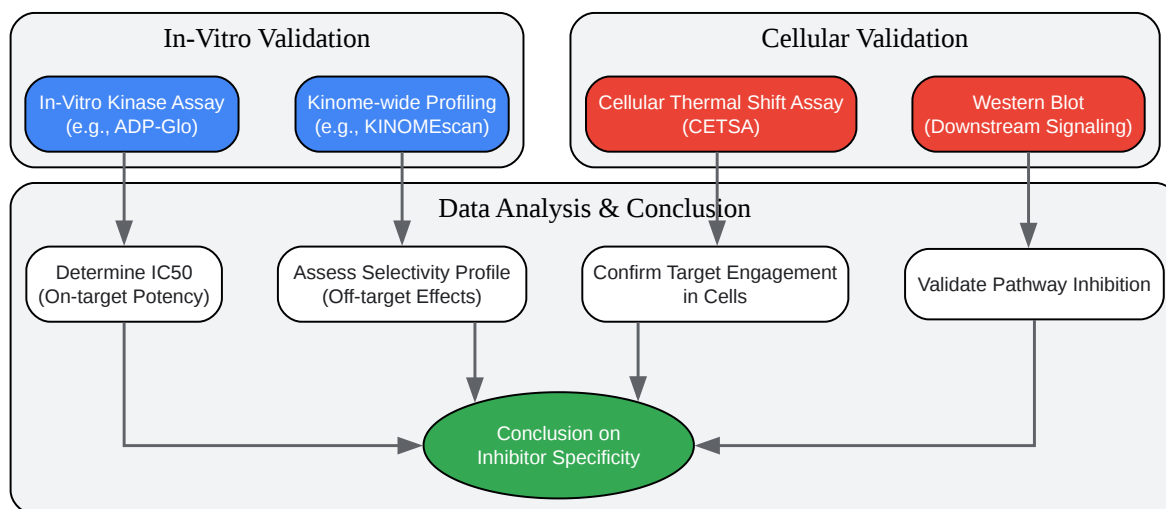 In-Vitro Validation
Cellular Validation
In-Vitro Kinase Assay
(e.g., ADP-Glo)
Kinome-wide Profiling
(e.g., KINOMEscan)
Cellular Thermal Shift Assay
(CETSA)
Western Blot
(Downstream Signaling)
Data Analysis & Conclusion
Determine IC50
(On-target Potency)
Assess Selectivity Profile
(Off-target Effects)
Confirm Target Engagement
in Cells
Validate Pathway Inhibition
Conclusion on
Inhibitor Specificity